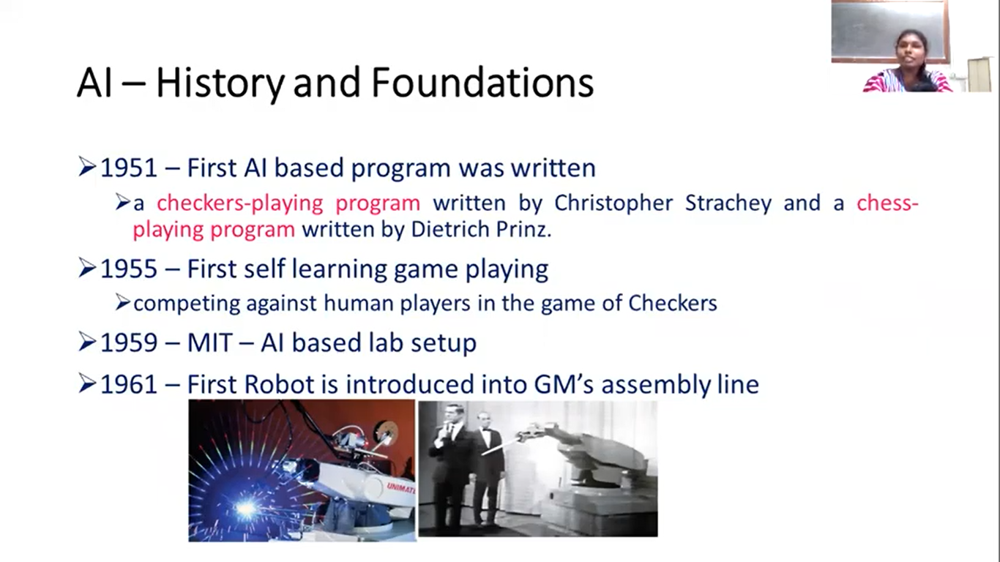 AI – History and Foundations
➢1951 – First AI based program was written
➢a checkers-playing program written by Christopher Strachey and a chess-
playing program written by Dietrich Prinz.
➢1955 – First self learning game playing
➢competing against human players in the game of Checkers
➢1959 – MIT – AI based lab setup
➢1961 – First Robot is introduced into GM's assembly line
UNIMATE